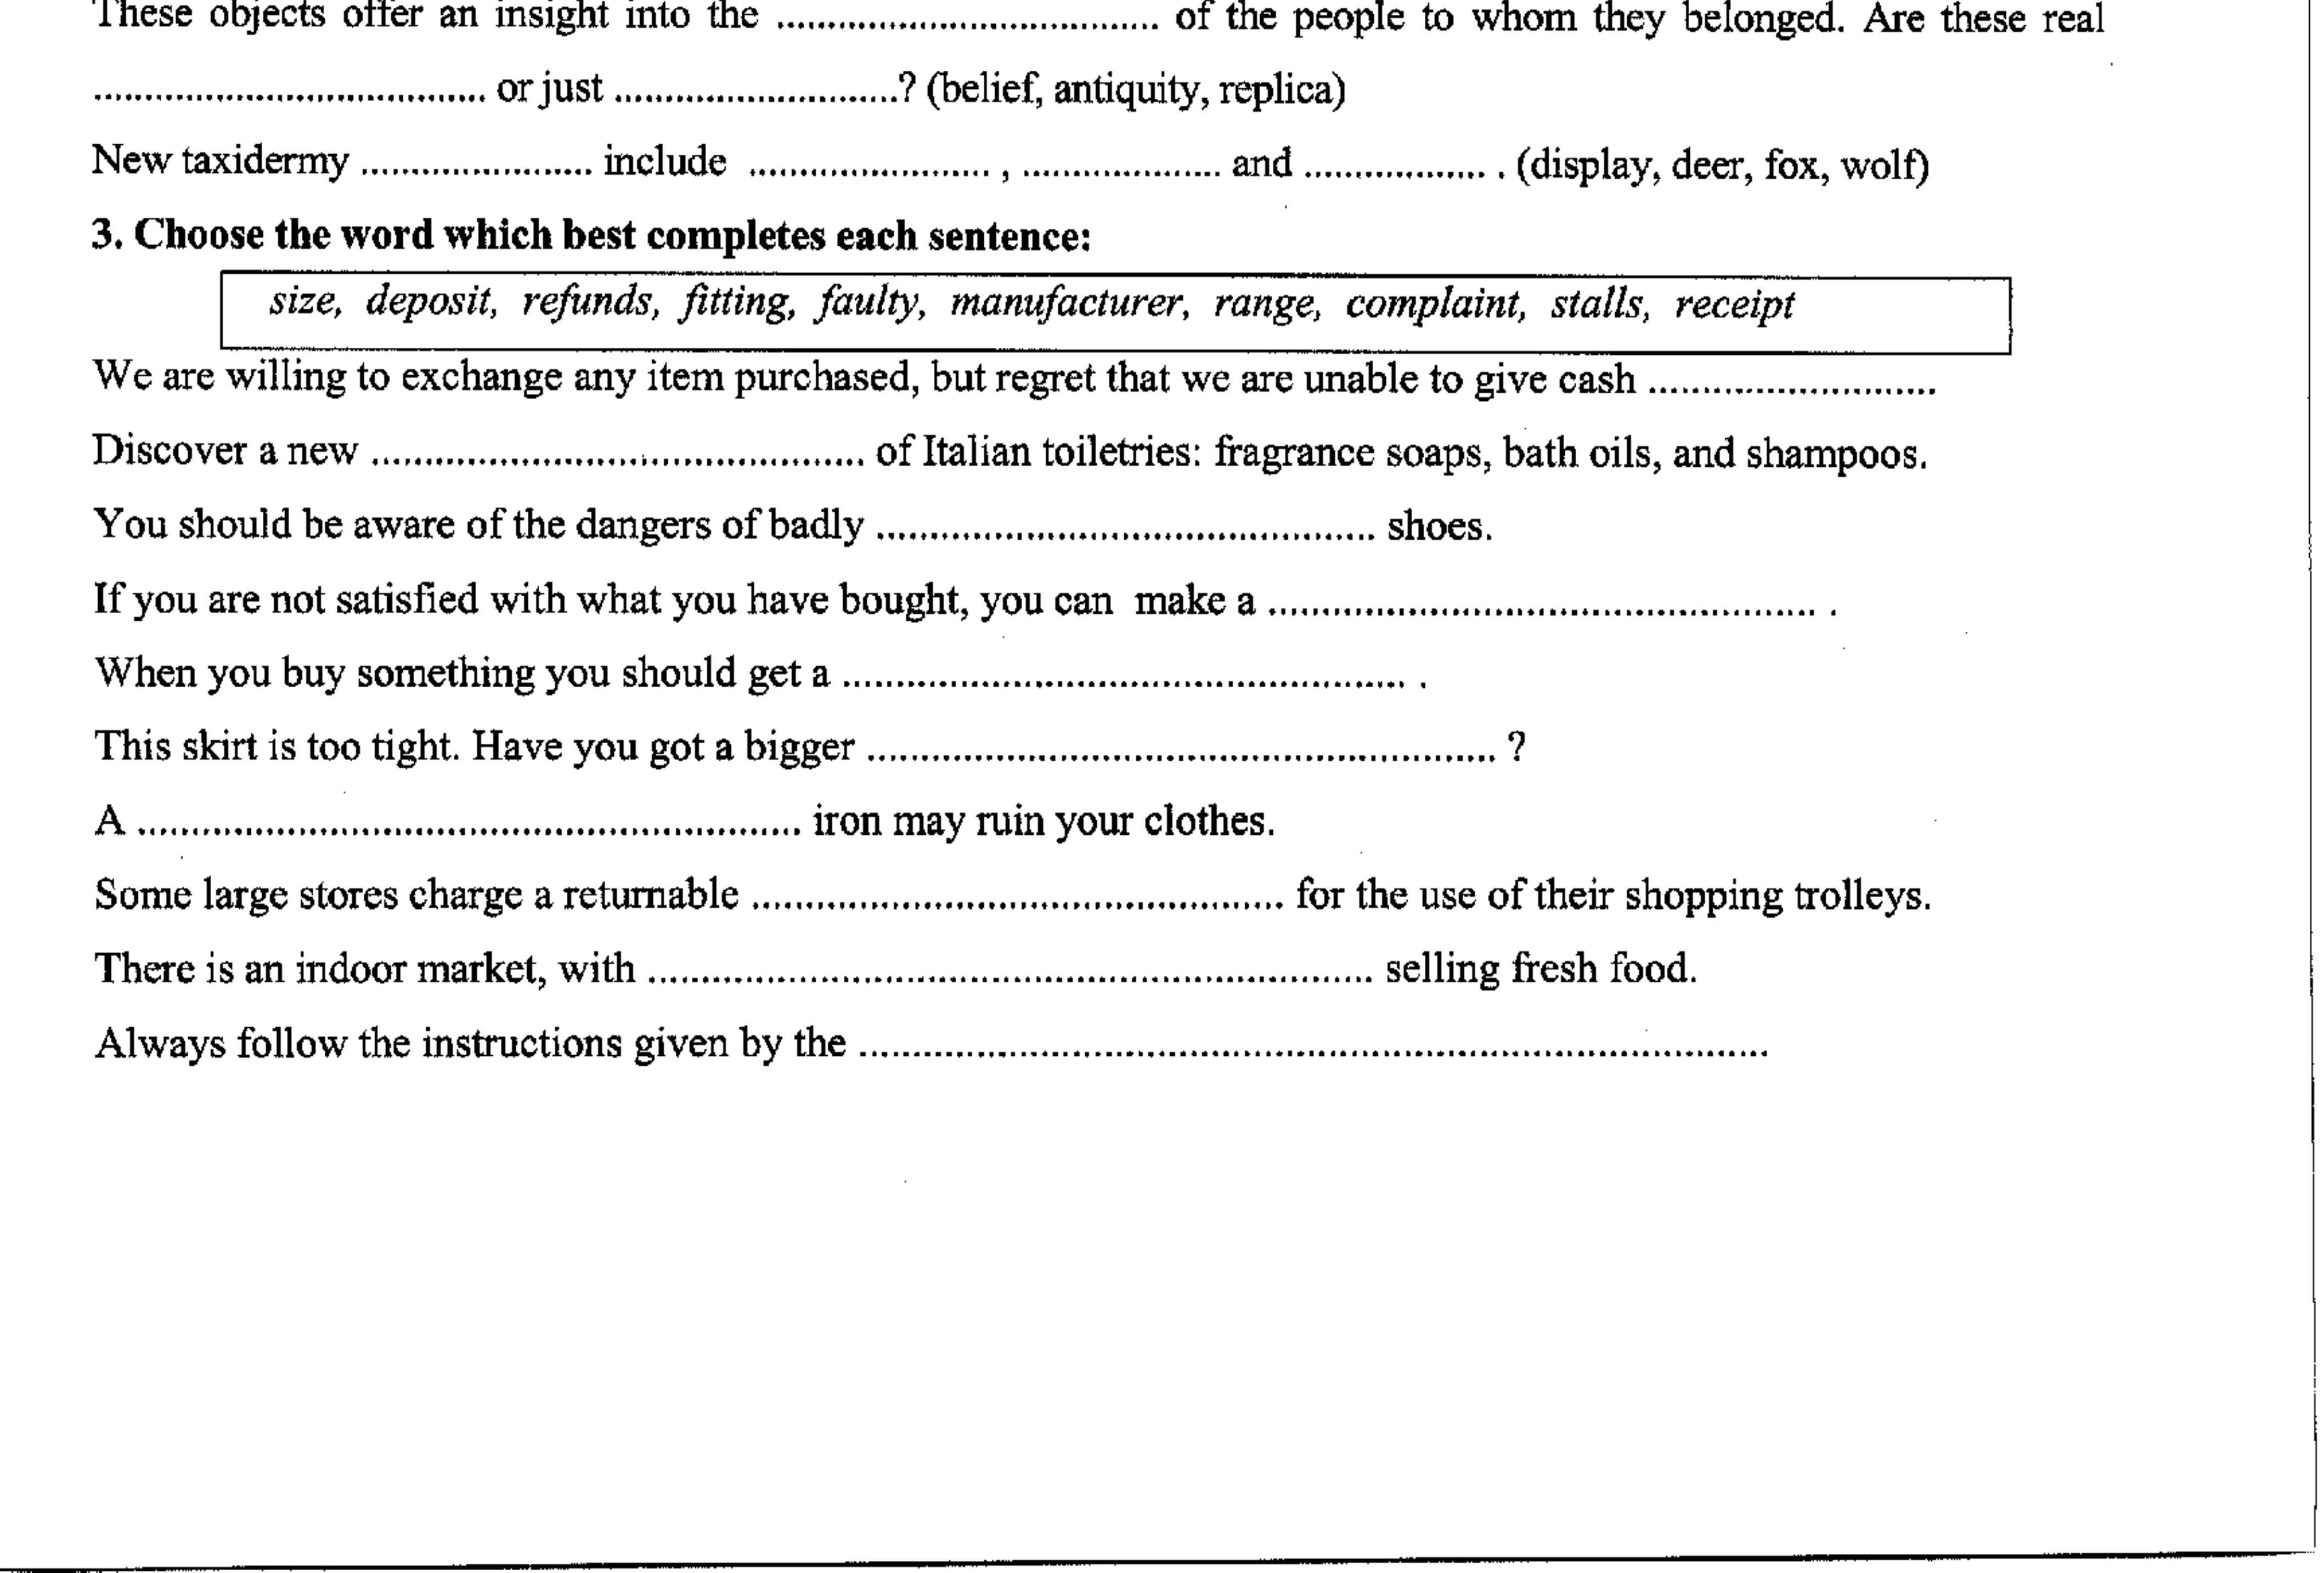 These objects offer an insight into the .................................... of the people to whom they belonged. Are these real
..................................... or just ...........................? (belief, antiquity, replica)
New taxidermy ...................... include ....................... , ................... and ................. . (display, deer, fox, wolf)
3. Choose the word which best completes each sentence:
size, deposit, refunds, fitting, faulty, manufacturer, range, complaint, stalls, receipt
We are willing to exchange any item purchased, but regret that we are unable to give cash ...........................
Discover a new .............................................. of Italian toiletries: fragrance soaps, bath oils, and shampoos.
You should be aware of the dangers of badly ............................................... shoes.
If you are not satisfied with what you have bought, you can make a .................................................... .
When you buy something you should get a ..................................................... .
This skirt is too tight. Have you got a bigger ........................................................... ?
A .............................................................. iron may ruin your clothes.
Some large stores charge a returnable .................................................. for the use of their shopping trolleys.
There is an indoor market, with .................................................................... selling fresh food.
Always follow the instructions given by the .....................................................................................